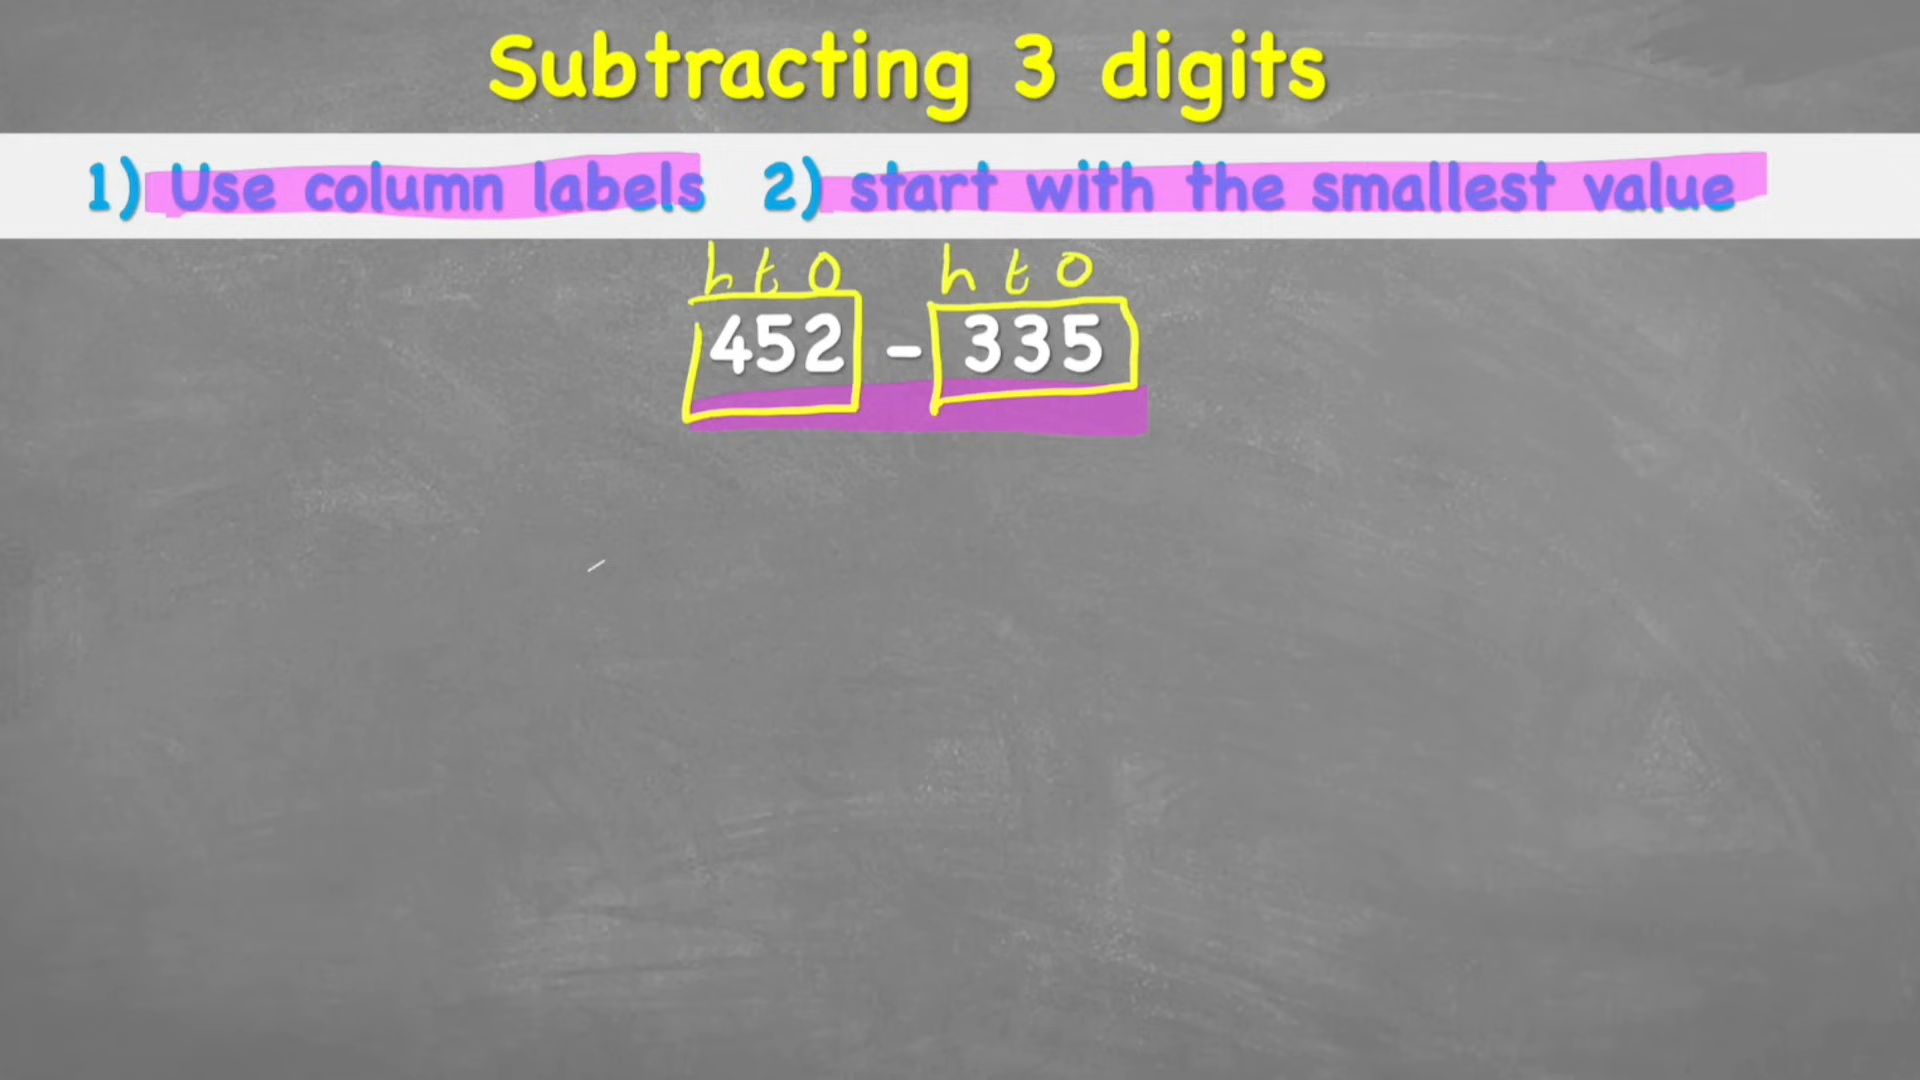 Subtracting 3 digits
1) Use column labels 2) start with the smallest value
h t o h t o
452 - 335